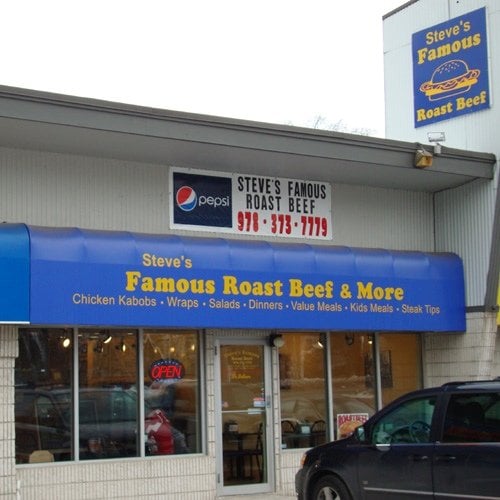 Steve's
Famous
Roast Beef
pepsi
STEVE'S FAMOUS
ROAST BEEF
978·373·7779
Steve's
Famous Roast Beef & More
Chicken Kabobs • Wraps • Salads • Dinners • Value Meals • Kids Meals • Steak Tips
OPEN